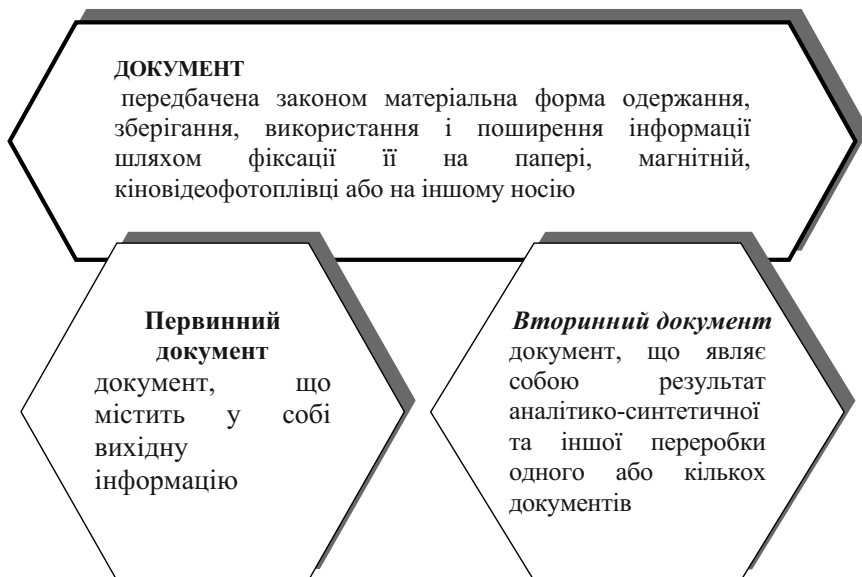 ДОКУМЕНТ
передбачена законом матеріальна форма одержання,
зберігання, використання і поширення інформації
шляхом фіксації її на папері, магнітній,
кіновідеофотоплівці або на іншому носію
Первинний
документ
документ, що
містить у собі
вихідну
інформацію
Вторинний документ
документ, що являє
собою результат
аналітико-синтетичної
та іншої переробки
одного або кількох
документів